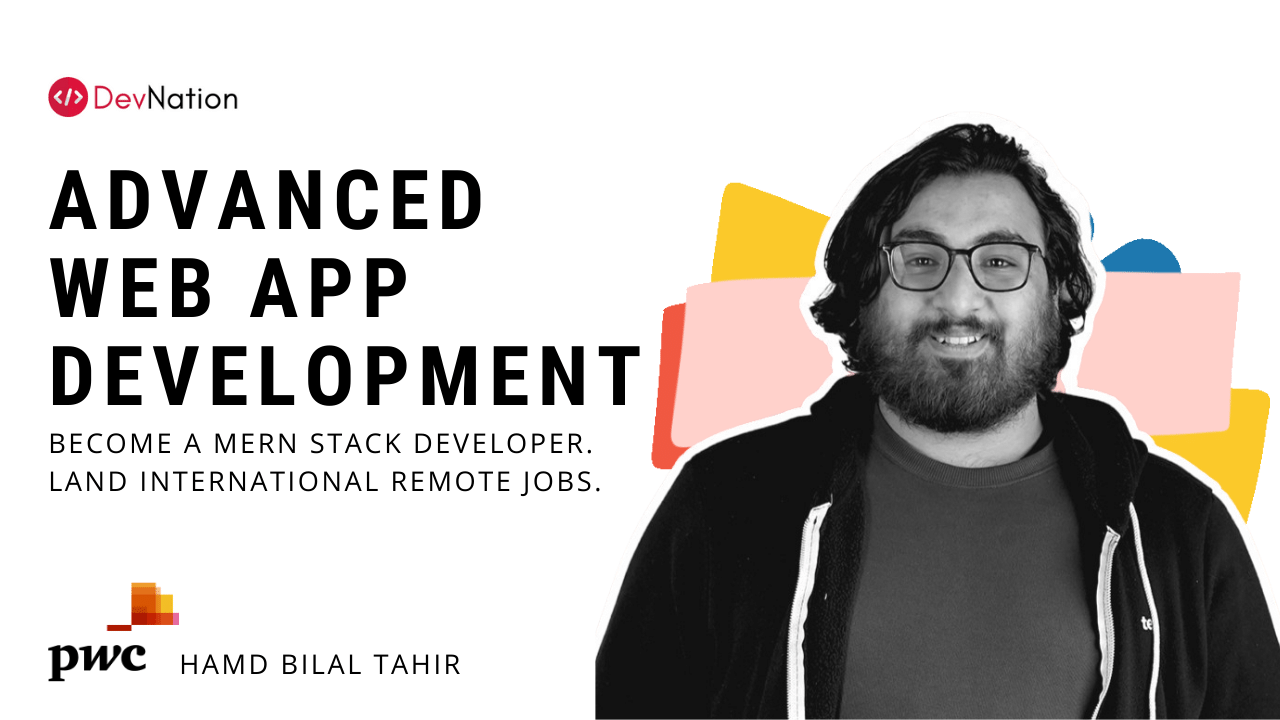 </> DevNation
ADVANCED
WEB APP
DEVELOPMENT
BECOME A MERN STACK DEVELOPER.
LAND INTERNATIONAL REMOTE JOBS.
pwc HAMD BILAL TAHIR